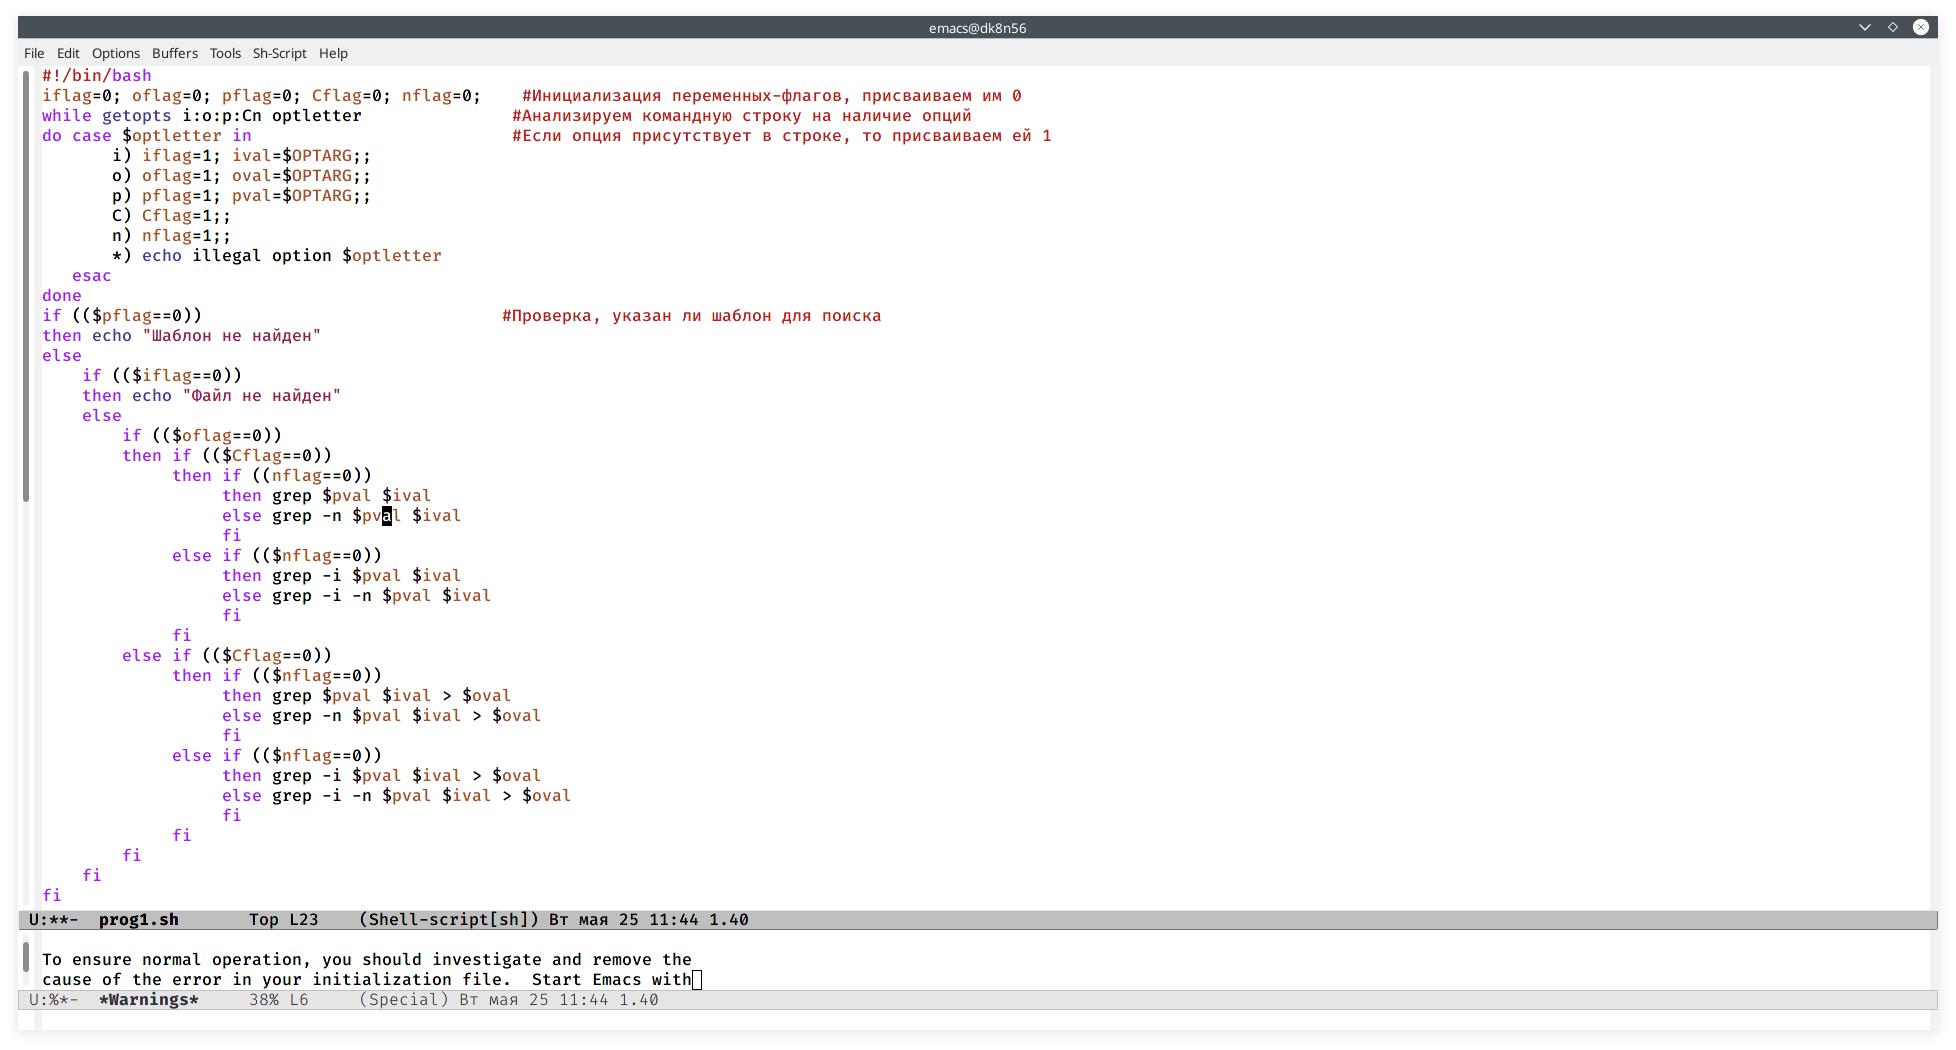 emacs@dk8n56
File Edit Options Buffers Tools Sh-Script Help
#!/bin/bash
iflag=0; oflag=0; pflag=0; Cflag=0; nflag=0;    #Инициализация переменных-флагов, присваиваем им 0
while getopts i:o:p:Cn optletter               #Анализируем командную строку на наличие опций
do case $optletter in                          #Если опция присутствует в строке, то присваиваем ей 1
       i) iflag=1; ival=$OPTARG;;
       o) oflag=1; oval=$OPTARG;;
       p) pflag=1; pval=$OPTARG;;
       C) Cflag=1;;
       n) nflag=1;;
       *) echo illegal option $optletter
   esac
done
if (($pflag==0))                              #Проверка, указан ли шаблон для поиска
then echo "Шаблон не найден"
else
    if (($iflag==0))
    then echo "Файл не найден"
    else
        if (($oflag==0))
        then if (($Cflag==0))
             then if ((nflag==0))
                  then grep $pval $ival
                  else grep -n $pval $ival
                  fi
             else if (($nflag==0))
                  then grep -i $pval $ival
                  else grep -i -n $pval $ival
                  fi
             fi
        else if (($Cflag==0))
             then if (($nflag==0))
                  then grep $pval $ival > $oval
                  else grep -n $pval $ival > $oval
                  fi
             else if (($nflag==0))
                  then grep -i $pval $ival > $oval
                  else grep -i -n $pval $ival > $oval
                  fi
             fi
        fi
    fi
fi
U:**-  prog1.sh       Top L23    (Shell-script[sh]) Вт мая 25 11:44 1.40
To ensure normal operation, you should investigate and remove the
cause of the error in your initialization file.  Start Emacs with
U:%*-  *Warnings*     38% L6     (Special) Вт мая 25 11:44 1.40